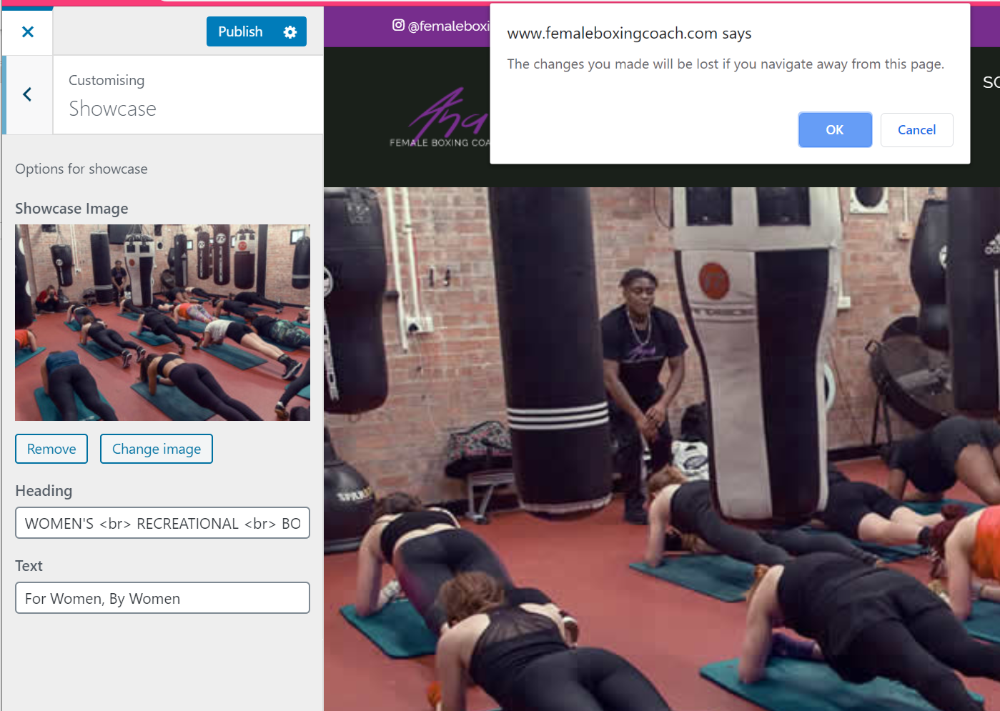 Publish
Customising
Showcase
Options for showcase
Showcase Image
Remove
Change image
Heading
WOMEN'S <br> RECREATIONAL <br> BO
Text
For Women, By Women
@femaleboxi
www.femaleboxingcoach.com says
The changes you made will be lost if you navigate away from this page.
OK
Cancel
SC
Ana
FEMALE BOXING COA